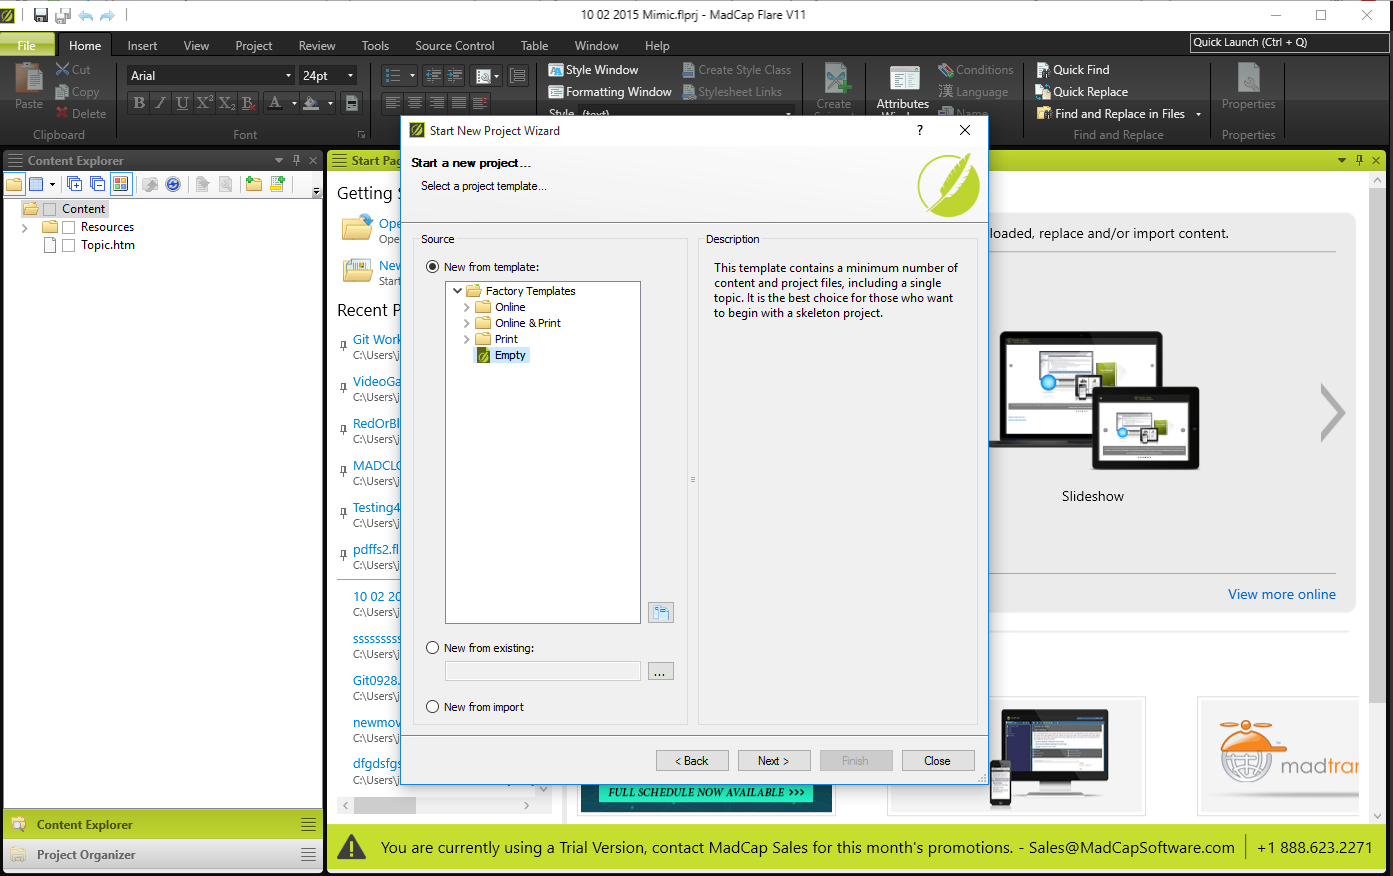 10 02 2015 Mimic.flprj - MadCap Flare V11
File Home Insert View Project Review Tools Source Control Table Window Help
Quick Launch (Ctrl + Q)
Paste
Cut
Copy
Delete
Clipboard
Arial 24pt
B I U X² X₂ B
A
Font
Style Window
Formatting Window
Style (text)
Create Style Class
Stylesheet Links
Create
Attributes
Conditions
Language
Name
Quick Find
Quick Replace
Find and Replace in Files
Find and Replace
Properties
Properties
Content Explorer
Content
Resources
Topic.htm
Content Explorer
Project Organizer
Start Pa
Getting
Ope
Ope
New
Start
Recent P
Git Work
C:\Users\j
VideoGa
C:\Users\j
RedOrBl
C:\Users\j
MADCLO
C:\Users\j
Testing4
C:\Users\j
pdffs2.fl
C:\Users\j
10 02 20
C:\Users\j
sssssssss
C:\Users\j
Git0928.
C:\Users\j
newmov
C:\Users\j
dfgdsfgs
C:\Users\j
Start New Project Wizard
?
Start a new project...
Select a project template...
Source
New from template:
Factory Templates
Online
Online & Print
Print
Empty
New from existing:
...
New from import
Description
This template contains a minimum number of
content and project files, including a single
topic. It is the best choice for those who want
to begin with a skeleton project.
< Back Next > Finish Close
loaded, replace and/or import content.
Slideshow
View more online
FULL SCHEDULE NOW AVAILABLE >>>
madtran
You are currently using a Trial Version, contact MadCap Sales for this month's promotions. - Sales@MadCapSoftware.com +1 888.623.2271